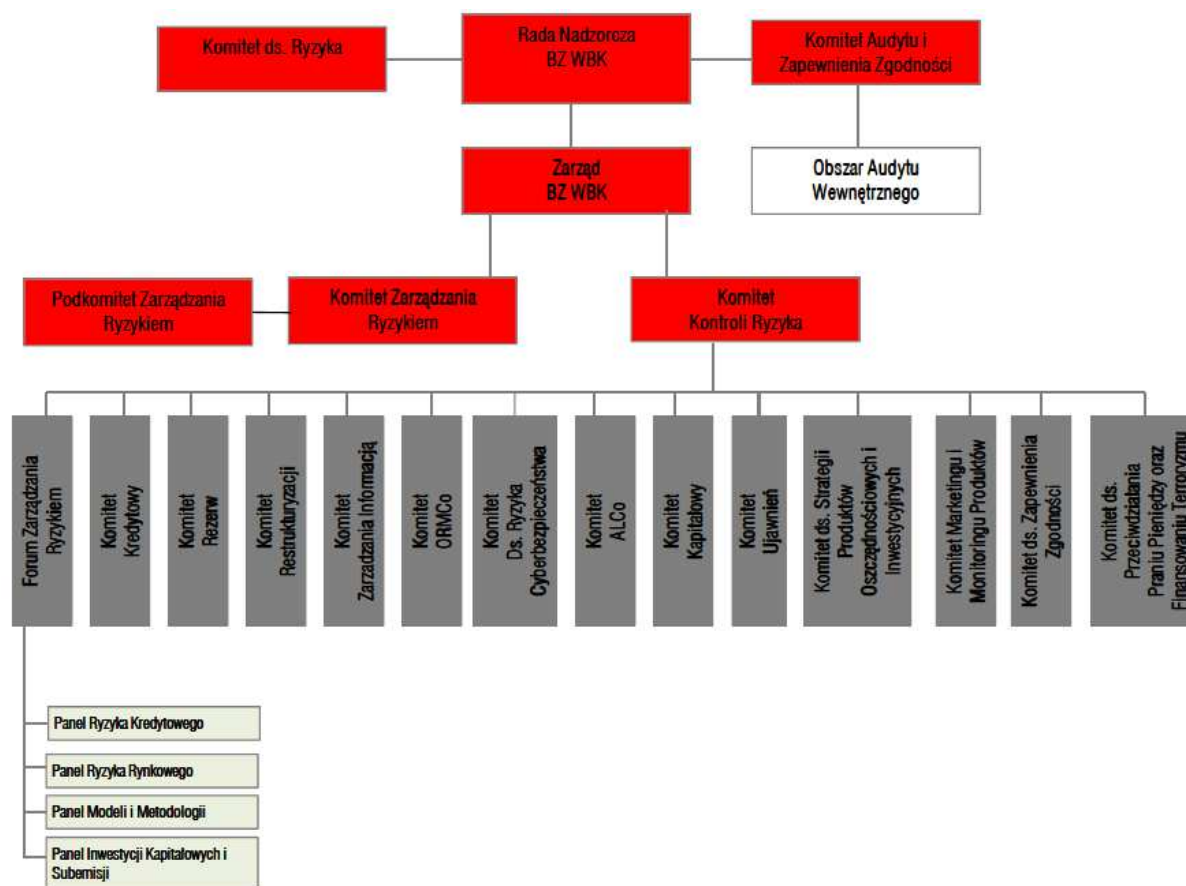 Komitet ds. Ryzyka
Rada Nadzorcza
BZ WBK
Komitet Audytu i
Zapewnienia Zgodności
Zarząd
BZ WBK
Obszar Audytu
Wewnętrznego
Podkomitet Zarządzania
Ryzykiem
Komitet Zarządzania
Ryzykiem
Komitet
Kontroli Ryzyka
Forum Zarządzania
Ryzykiem
Komitet
Kredytowy
Komitet
Rezerw
Komitet
Restrukturyzacji
Komitet
Zarzadzania Informacją
Komitet
ORMCo
Komitet
Ds. Ryzyka
Cyberbezpieczeństwa
Komitet
ALCo
Komitet
Kapitałowy
Komitet
Ujawnień
Komitet ds. Strategii
Produktów
Oszczędnościowych i
Inwestycyjnych
Komitet Marketingu i
Monitoringu Produktów
Komitet ds. Zapewnienia
Zgodności
Komitet ds.
Przeciwdziałania
Praniu Pieniędzy oraz
Finansowaniu Terroryzmu
Panel Ryzyka Kredytowego
Panel Ryzyka Rynkowego
Panel Modeli i Metodologii
Panel Inwestycji Kapitałowych i
Subemisji